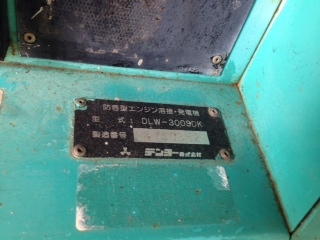 防音型エンジン溶接・発電機
型 式 : DLW-300SDK
製造番号
デンヨー株式会社